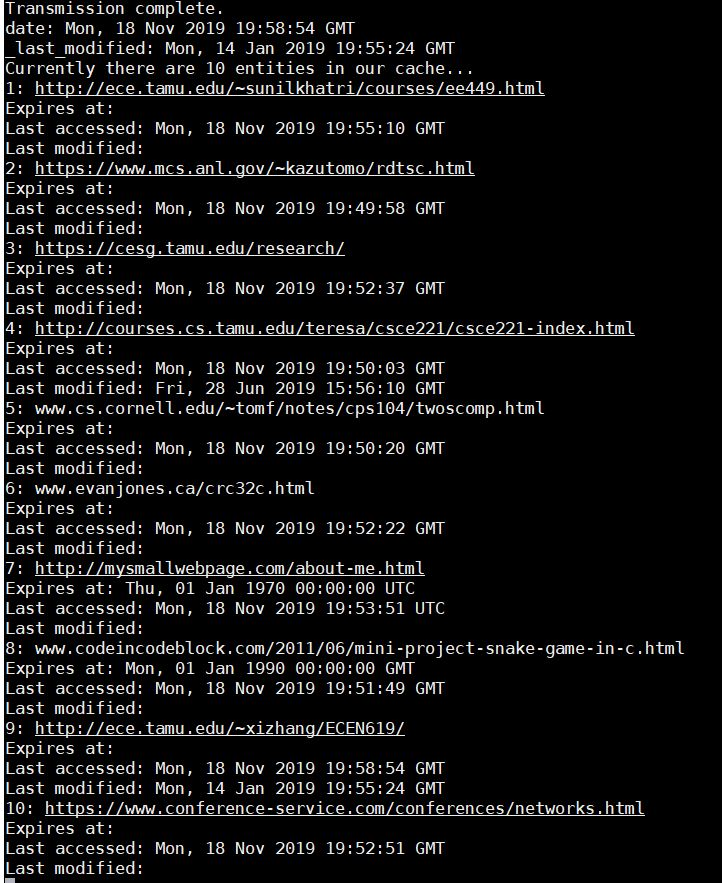 Transmission complete.
date: Mon, 18 Nov 2019 19:58:54 GMT
_last_modified: Mon, 14 Jan 2019 19:55:24 GMT
Currently there are 10 entities in our cache...
1: http://ece.tamu.edu/~sunilkhatri/courses/ee449.html
Expires at:
Last accessed: Mon, 18 Nov 2019 19:55:10 GMT
Last modified:
2: https://www.mcs.anl.gov/~kazutomo/rdtsc.html
Expires at:
Last accessed: Mon, 18 Nov 2019 19:49:58 GMT
Last modified:
3: https://cesg.tamu.edu/research/
Expires at:
Last accessed: Mon, 18 Nov 2019 19:52:37 GMT
Last modified:
4: http://courses.cs.tamu.edu/teresa/csce221/csce221-index.html
Expires at:
Last accessed: Mon, 18 Nov 2019 19:50:03 GMT
Last modified: Fri, 28 Jun 2019 15:56:10 GMT
5: www.cs.cornell.edu/~tomf/notes/cps104/twoscomp.html
Expires at:
Last accessed: Mon, 18 Nov 2019 19:50:20 GMT
Last modified:
6: www.evanjones.ca/crc32c.html
Expires at:
Last accessed: Mon, 18 Nov 2019 19:52:22 GMT
Last modified:
7: http://mysmallwebpage.com/about-me.html
Expires at: Thu, 01 Jan 1970 00:00:00 UTC
Last accessed: Mon, 18 Nov 2019 19:53:51 UTC
Last modified:
8: www.codeincodeblock.com/2011/06/mini-project-snake-game-in-c.html
Expires at: Mon, 01 Jan 1990 00:00:00 GMT
Last accessed: Mon, 18 Nov 2019 19:51:49 GMT
Last modified:
9: http://ece.tamu.edu/~xizhang/ECEN619/
Expires at:
Last accessed: Mon, 18 Nov 2019 19:58:54 GMT
Last modified: Mon, 14 Jan 2019 19:55:24 GMT
10: https://www.conference-service.com/conferences/networks.html
Expires at:
Last accessed: Mon, 18 Nov 2019 19:52:51 GMT
Last modified: